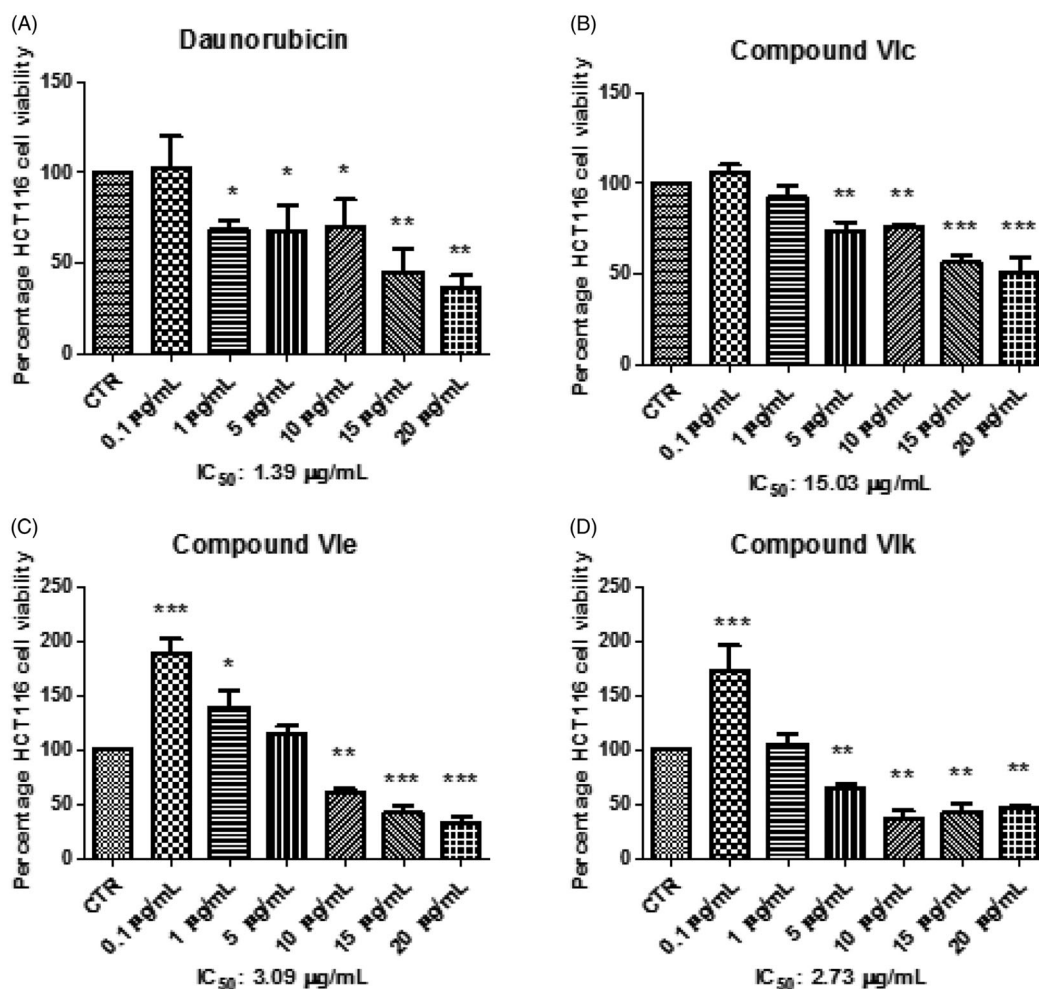 (A)
Daunorubicin
Percentage HCT116 cell viability
150
100
50
0
*
*
*
**
**
CTR
0.1 µg/mL
1 µg/mL
5 µg/mL
10 µg/mL
15 µg/mL
20 µg/mL
IC50: 1.39 µg/mL
(B)
Compound VIc
Percentage HCT116 cell viability
150
100
50
0
**
**
***
***
CTR
0.1 µg/mL
1 µg/mL
5 µg/mL
10 µg/mL
15 µg/mL
20 µg/mL
IC50: 15.03 µg/mL
(C)
Compound VIe
Percentage HCT116 cell viability
250
200
150
100
50
0
***
*
**
***
***
CTR
0.1 µg/mL
1 µg/mL
5 µg/mL
10 µg/mL
15 µg/mL
20 µg/mL
IC50: 3.09 µg/mL
(D)
Compound VIk
Percentage HCT116 cell viability
250
200
150
100
50
0
***
**
**
**
**
CTR
0.1 µg/mL
1 µg/mL
5 µg/mL
10 µg/mL
15 µg/mL
20 µg/mL
IC50: 2.73 µg/mL